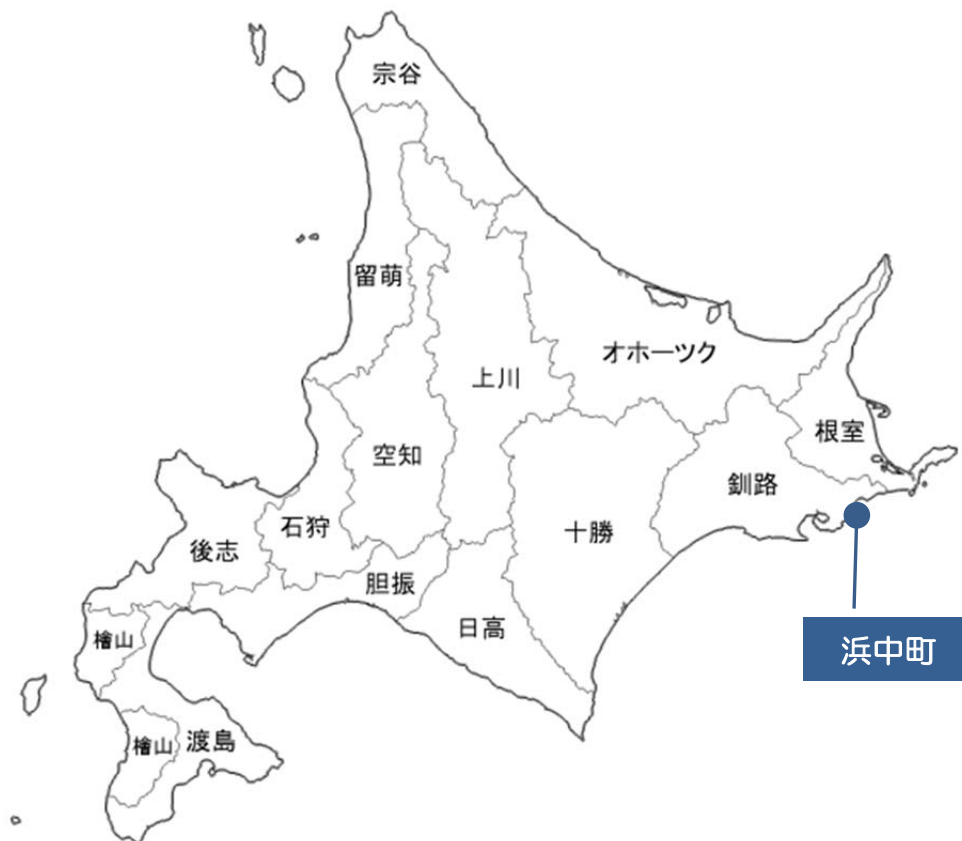 宗谷
留萌
オホーツク
上川
根室
空知
釧路
石狩
十勝
後志
胆振
日高
檜山
浜中町
渡島
檜山